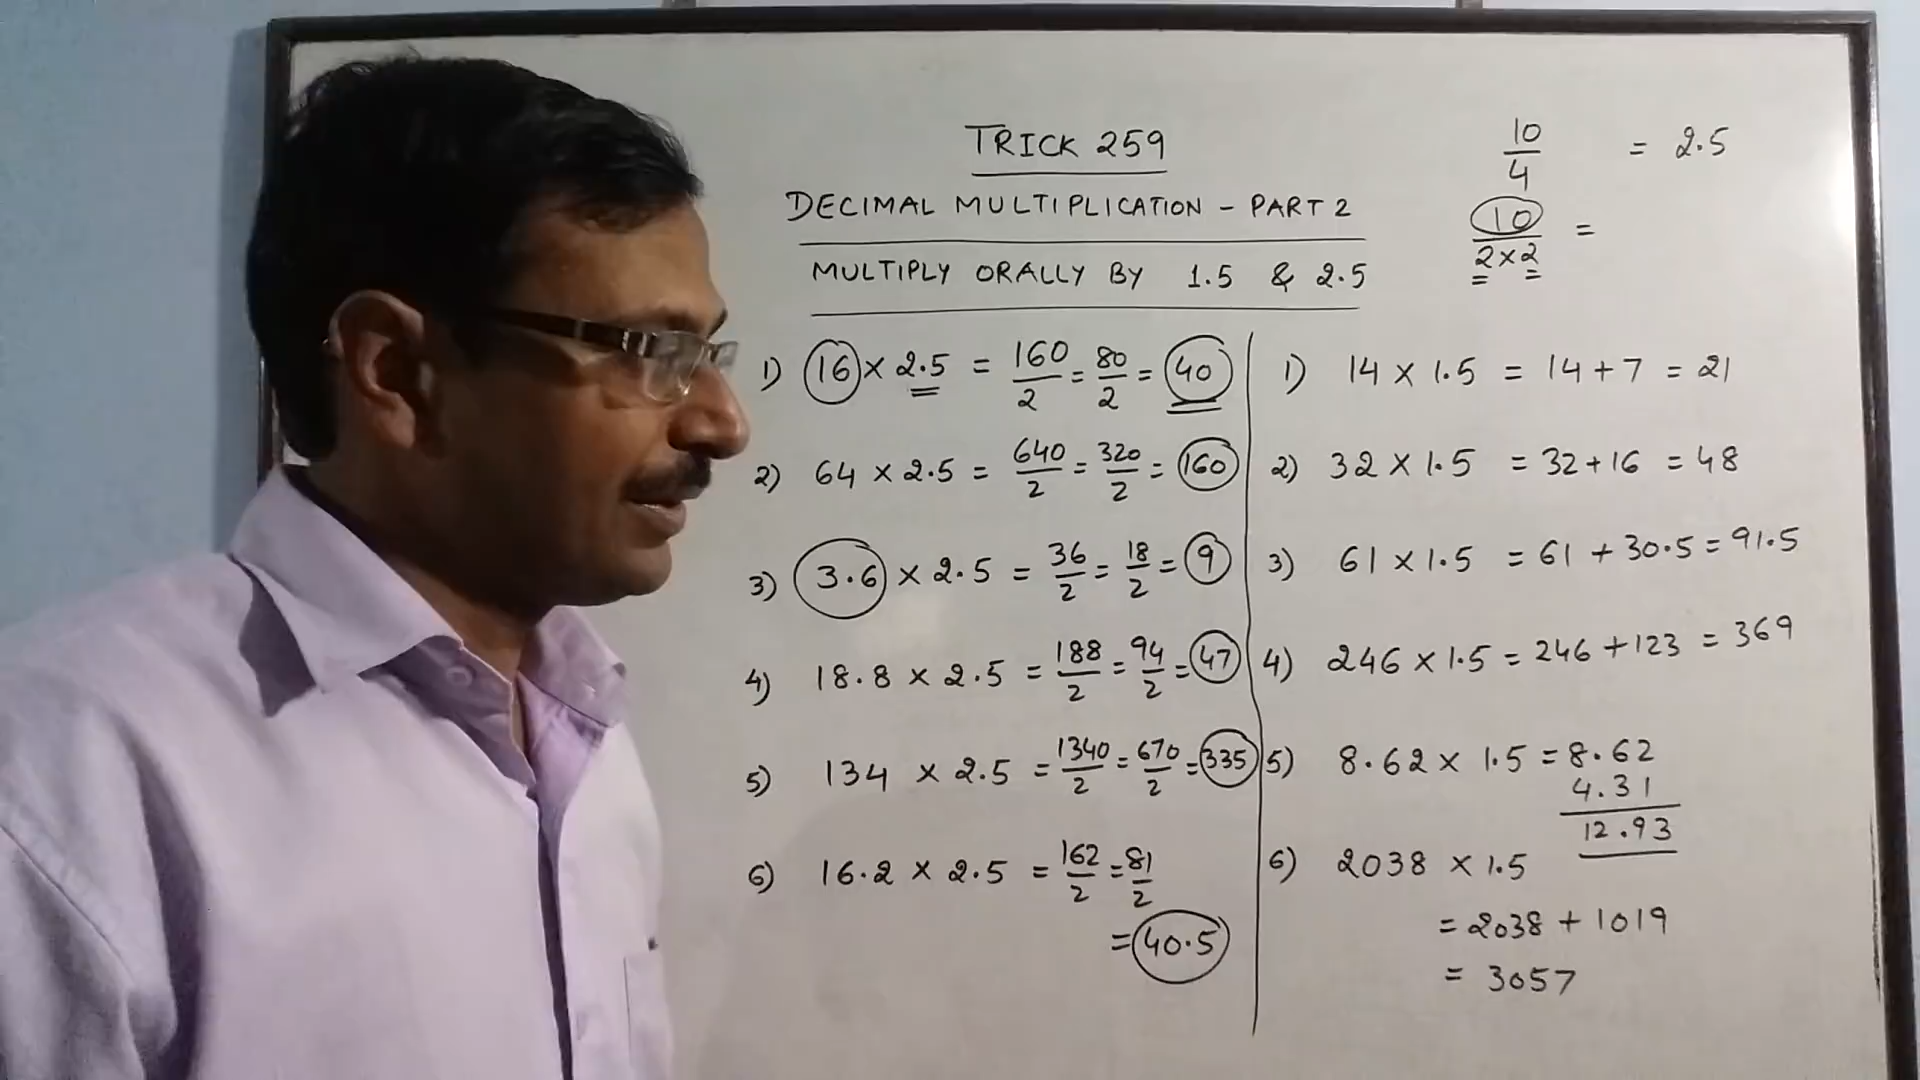 TRICK 259
DECIMAL MULTIPLICATION - PART 2
MULTIPLY ORALLY BY 1.5 & 2.5
10/4 = 2.5
10/2×2 =
1) 16 × 2.5 = 160/2 = 80/2 = 40
2) 64 × 2.5 = 640/2 = 320/2 = 160
3) 3.6 × 2.5 = 36/2 = 18/2 = 9
4) 18.8 × 2.5 = 188/2 = 94/2 = 47
5) 134 × 2.5 = 1340/2 = 670/2 = 335
6) 16.2 × 2.5 = 162/2 = 81/2
= 40.5
1) 14 × 1.5 = 14 + 7 = 21
2) 32 × 1.5 = 32 + 16 = 48
3) 61 × 1.5 = 61 + 30.5 = 91.5
4) 246 × 1.5 = 246 + 123 = 369
5) 8.62 × 1.5 = 8.62
4.31
12.93
6) 2038 × 1.5
= 2038 + 1019
= 3057